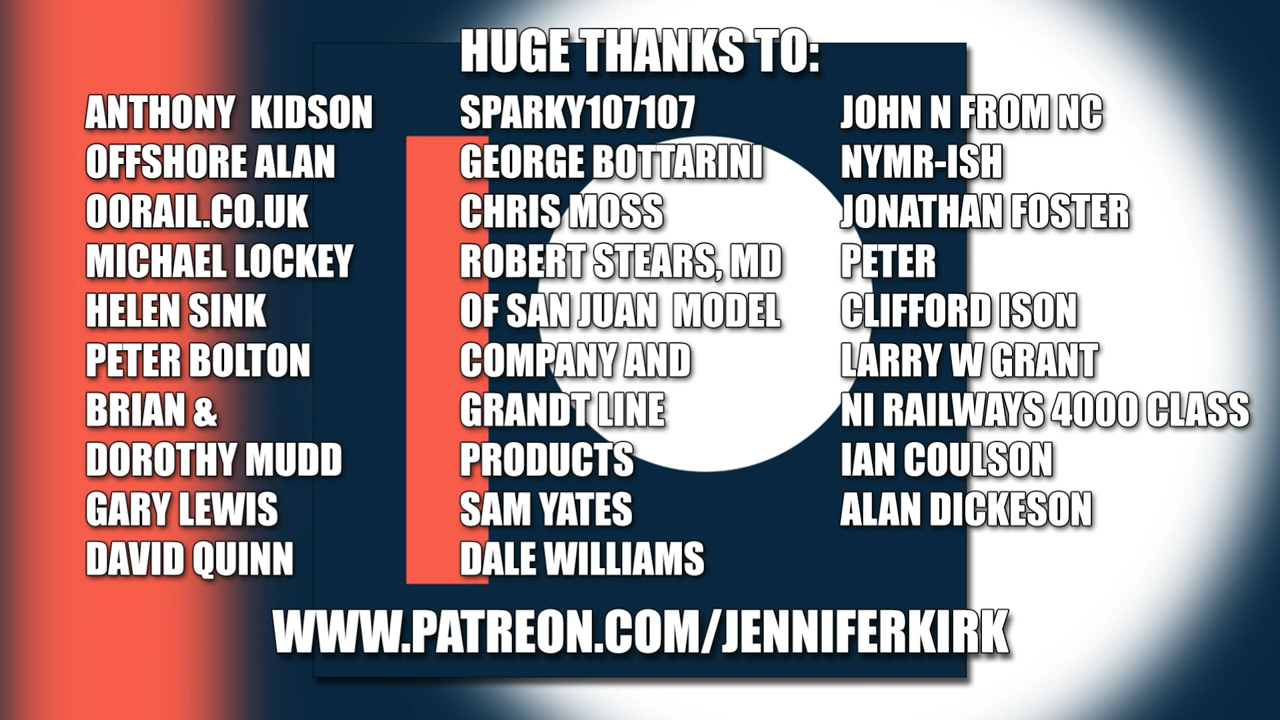 HUGE THANKS TO:
ANTHONY KIDSON
OFFSHORE ALAN
OORAIL.CO.UK
MICHAEL LOCKEY
HELEN SINK
PETER BOLTON
BRIAN &
DOROTHY MUDD
GARY LEWIS
DAVID QUINN
SPARKY107107
GEORGE BOTTARINI
CHRIS MOSS
ROBERT STEARS, MD
OF SAN JUAN MODEL
COMPANY AND
GRANDT LINE
PRODUCTS
SAM YATES
DALE WILLIAMS
JOHN N FROM NC
NYMR-ISH
JONATHAN FOSTER
PETER
CLIFFORD ISON
LARRY W GRANT
NI RAILWAYS 4000 CLASS
IAN COULSON
ALAN DICKESON
WWW.PATREON.COM/JENNIFERKIRK